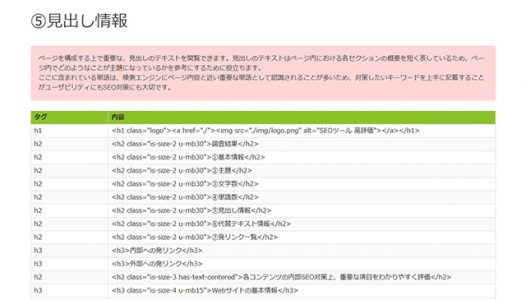 ⑤見出し情報
ページを構成する上で重要な、見出しのテキストを閲覧できます。見出しのテキストはページ内における各セクションの概要を短く表しているため、ペー
ジ内でどのようなことが主題になっているかを参考にするために役立ちます。
ここに含まれている単語は、検索エンジンにページ内容と近い重要な単語として認識されることが多いため、対策したいキーワードを上手に記載すること
がユーザビリティにもSEO対策にも大切です。
タグ 内容
h1 <h1 class="logo"><a href="./"><img src="./img/logo.png" alt="SEOツール 高評価"></a></h1>
h2 <h2 class="is-size-2 u-mb30">調査結果</h2>
h2 <h2 class="is-size-2 u-mb30">①基本情報</h2>
h2 <h2 class="is-size-2 u-mb30">②主題</h2>
h2 <h2 class="is-size-2 u-mb30">③文字数</h2>
h2 <h2 class="is-size-2 u-mb30">④単語数</h2>
h2 <h2 class="is-size-2 u-mb30">⑤見出し情報</h2>
h2 <h2 class="is-size-2 u-mb30">⑥代替テキスト情報</h2>
h2 <h2 class="is-size-2 u-mb30">⑦発リンク一覧</h2>
h3 <h3>内部への発リンク</h3>
h3 <h3>外部への発リンク</h3>
h2 <h2 class="is-size-3 has-text-centered">各コンテンツの内部SEO対策上、重要な項目をわかりやすく評価</h2>
h3 <h3 class="is-size-4 u-mb15">Webサイトの基本情報</h3>